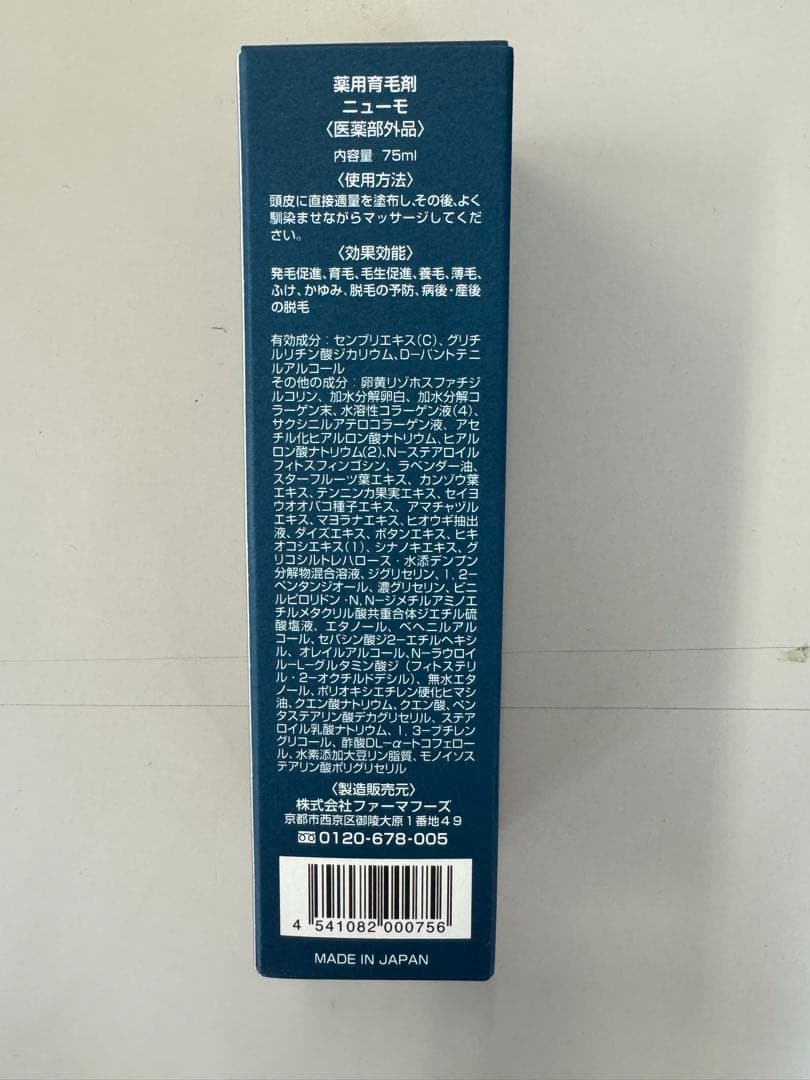 薬用育毛剤
ニューモ
〈医薬部外品〉
内容量 75ml
〈使用方法〉
頭皮に直接適量を塗布し、その後、よく
馴染ませながらマッサージしてくだ
さい。
〈効果効能〉
発毛促進、育毛、毛生促進、養毛、薄毛、
ふけ、かゆみ、脱毛の予防、病後・産後
の脱毛
有効成分：センブリエキス(C)、グリチ
ルリチン酸ジカリウム、D-パントテニ
ルアルコール
その他の成分：卵黄リゾホスファチジ
ルコリン、加水分解卵白、加水分解コ
ラーゲン末、水溶性コラーゲン液(4)、
サクシニルアテロコラーゲン液、アセ
チル化ヒアルロン酸ナトリウム、ヒアル
ロン酸ナトリウム(2)、N-ステアロイル
フィトスフィンゴシン、ラベンダー油、
スターフルーツ葉エキス、カンゾウ葉
エキス、テンニンカ果実エキス、セイヨ
ウオオバコ種子エキス、アマチャヅル
エキス、マヨラナエキス、ヒオウギ抽出
液、ダイズエキス、ボタンエキス、ヒキ
オコシエキス(1)、シナノキエキス、グ
リコシルトレハロース・水添デンプン
分解物混合溶液、ジグリセリン、1,2-
ペンタンジオール、濃グリセリン、ビニ
ルピロリドン・N,N-ジメチルアミノエ
チルメタクリル酸共重合体ジエチル硫
酸塩液、エタノール、ベヘニルアル
コール、セバシン酸ジ2-エチルヘキシ
ル、オレイルアルコール、N-ラウロイ
ル-L-グルタミン酸ジ(フィトステリ
ル・2-オクチルドデシル)、無水エタ
ノール、ポリオキシエチレン硬化ヒマシ
油、クエン酸ナトリウム、クエン酸、ペン
タステアリン酸デカグリセリル、ステア
ロイル乳酸ナトリウム、1,3-ブチレン
グリコール、酢酸DL-α-トコフェロー
ル、水素添加大豆リン脂質、モノイソス
テアリン酸ポリグリセリル
〈製造販売元〉
株式会社ファーマフーズ
京都市西京区御陵大原1番地49
0120-678-005
4 541082 000756
MADE IN JAPAN